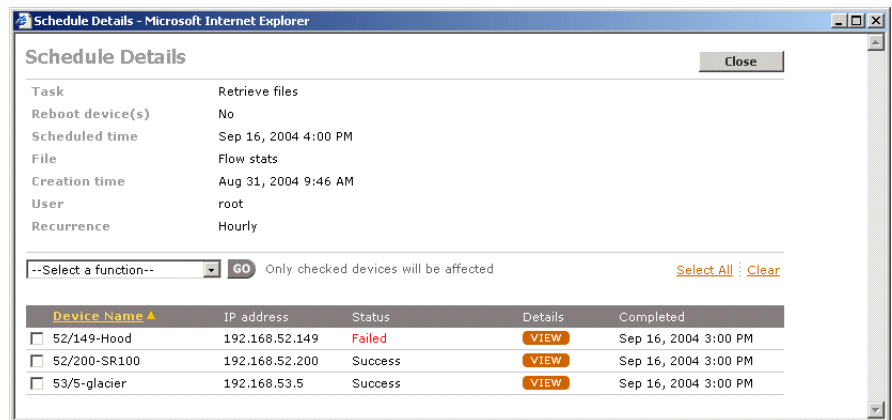 Schedule Details - Microsoft Internet Explorer
Schedule Details
Close
Task Retrieve files
Reboot device(s) No
Scheduled time Sep 16, 2004 4:00 PM
File Flow stats
Creation time Aug 31, 2004 9:46 AM
User root
Recurrence Hourly
--Select a function-- GO Only checked devices will be affected Select All Clear
Device Name IP address Status Details Completed
52/149-Hood 192.168.52.149 Failed VIEW Sep 16, 2004 3:00 PM
52/200-SR100 192.168.52.200 Success VIEW Sep 16, 2004 3:00 PM
53/5-glacier 192.168.53.5 Success VIEW Sep 16, 2004 3:00 PM